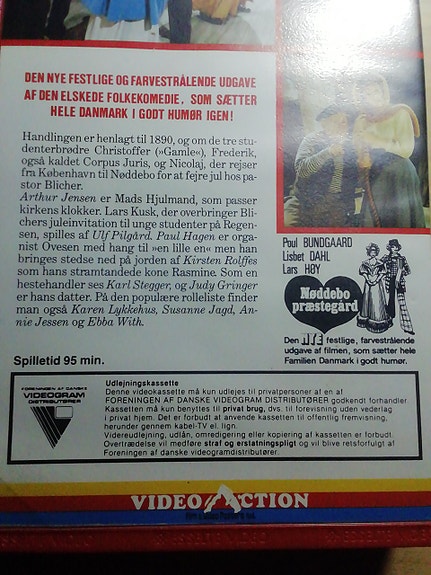 DEN NYE FESTLIGE OG FARVESTRÅLENDE UDGAVE
AF DEN ELSKEDE FOLKEKOMEDIE, SOM SÆTTER
HELE DANMARK I GODT HUMØR IGEN!
Handlingen er henlagt til 1890, og om de tre stu-
denterbrødre Christoffer (»Gamle«), Frederik,
også kaldet Corpus Juris, og Nicolaj, der rejser
fra København til Nøddebo for at fejre jul hos pa-
stor Blicher.
Arthur Jensen er Mads Hjulmand, som passer
kirkens klokker. Lars Kusk, der overbringer Bli-
chers juleinvitation til unge studenter på Regen-
sen, spilles af Ulf Pilgård. Paul Hagen er orga-
nist Ovesen med hang til »en lille en« men han
bringes stedse ned på jorden af Kirsten Rolffes
som hans stramtandede kone Rasmine. Som en
hestehandler ses Karl Stegger, og Judy Gringer
er hans datter. På den populære rolleliste finder
man også Karen Lykkehus, Susanne Jagd, An-
nie Jessen og Ebba With.
Poul BUNDGAARD
Lisbet DAHL
Lars HØY
Nøddebo
præstegård
Den NYE festlige, farvestrålende
udgave af filmen, som sætter hele
Familien Danmark i godt humør.
Spilletid 95 min.
FORENINGEN AF DANSKE
VIDEOGRAM
DISTRIBUTØRER
Udlejningskassette
Denne videokassette må kun udlejes til privatpersoner af en af
FORENINGEN AF DANSKE VIDEOGRAM DISTRIBUTØRER godkendt forhandler.
Kassetten må kun benyttes til privat brug, dvs. til forevisning uden vederlag
i privat hjem. Det er forbudt at anvende kassetten til offentlig fremvisning,
herunder gennem kabel-TV el. lign.
Videreudlejning, udlån, omredigering eller kopiering af kassetten er forbudt.
Overtrædelse vil medføre straf og erstatningspligt og vil blive retsforfulgt af
Foreningen af danske videogramdistributører.
VIDEO ACTION